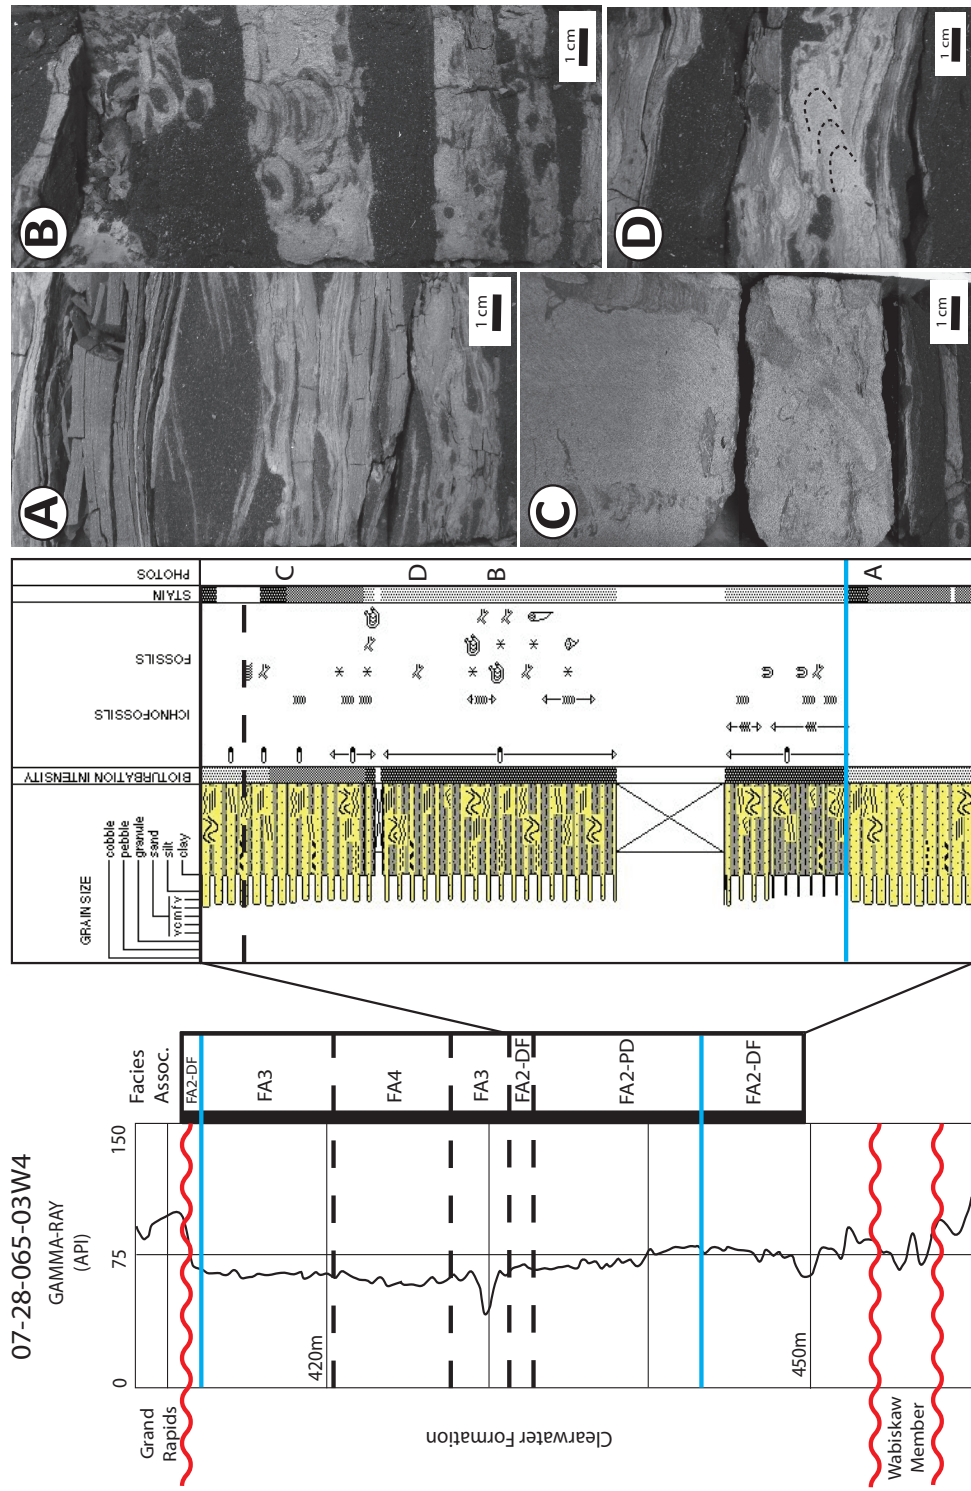 07-28-065-03W4
GAMMA-RAY
(API)
0
75
150
Facies
Assoc.
Grand
Rapids
Clearwater Formation
Wabiskaw
Member
420m
450m
FA2-DF
FA3
FA4
FA3
FA2-DF
FA2-PD
FA2-DF
GRAIN SIZE
cobble
pebble
granule
sand
silt
clay
vcmfv
BIOTURBATION INTENSITY
ICHNOFOSSILS
FOSSILS
STAIN
PHOTOS
C
D
B
A
A
1 cm
B
1 cm
C
1 cm
D
1 cm